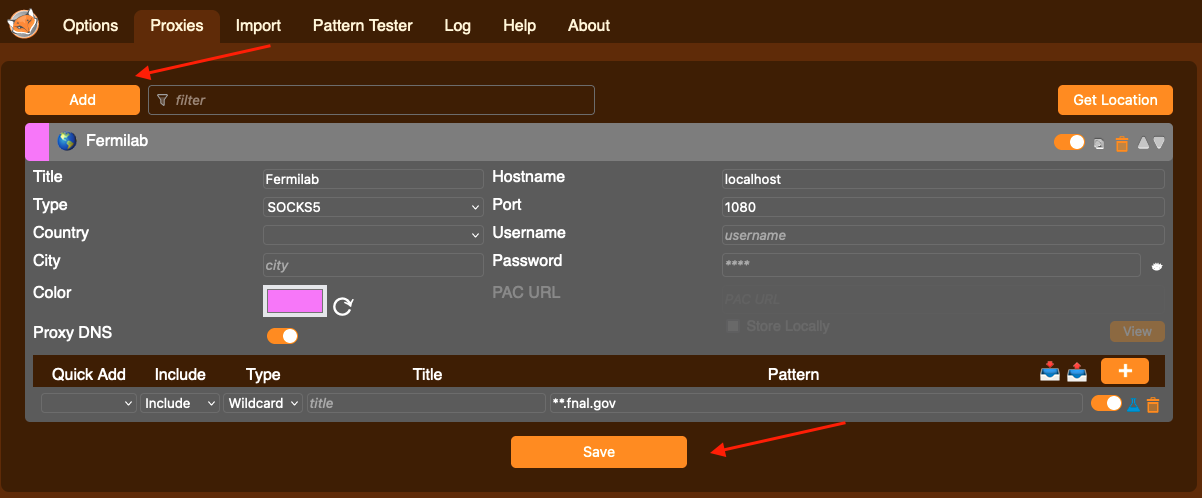 Options Proxies Import Pattern Tester Log Help About
Add filter Get Location
Fermilab
Title Fermilab Hostname localhost
Type SOCKS5 Port 1080
Country Username username
City city Password ****
Color PAC URL PAC URL
Store Locally View
Proxy DNS
Quick Add Include Type Title Pattern +
Include Wildcard title **.fnal.gov
Save